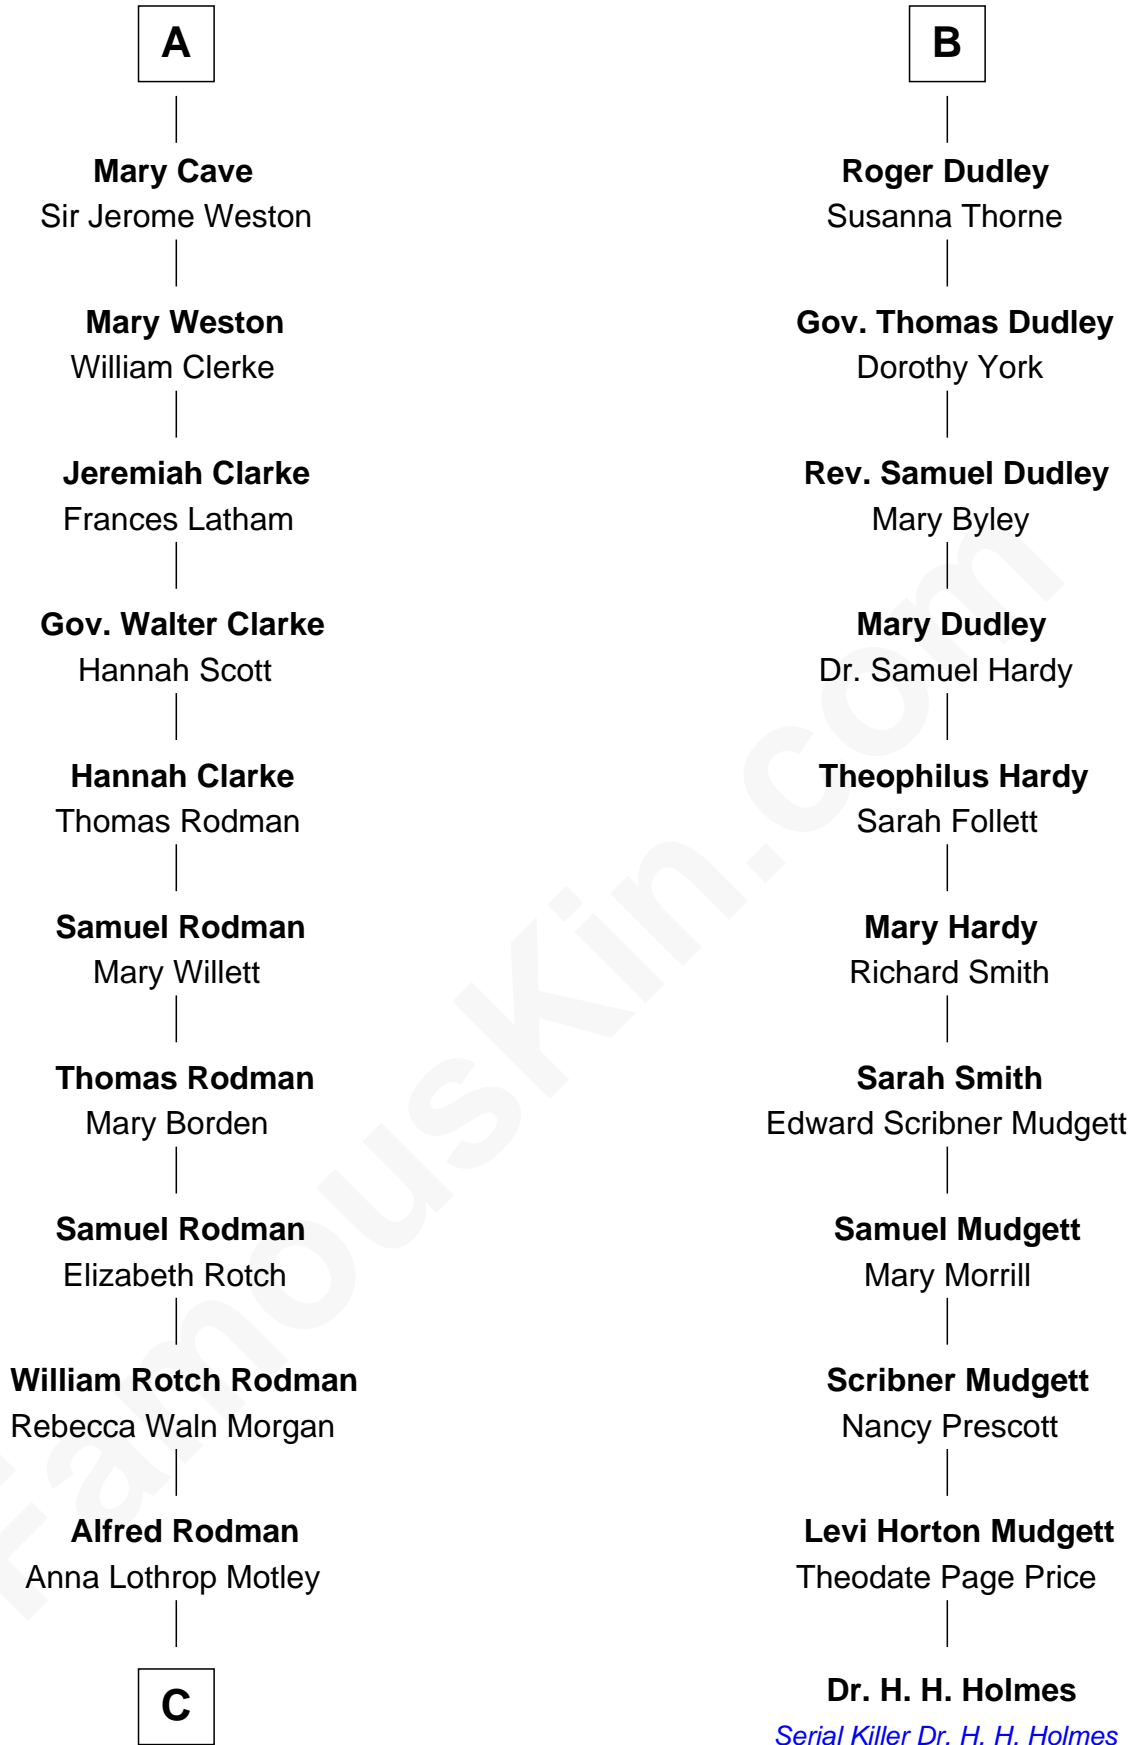 A
Mary Cave
Sir Jerome Weston
Mary Weston
William Clerke
Jeremiah Clarke
Frances Latham
Gov. Walter Clarke
Hannah Scott
Hannah Clarke
Thomas Rodman
Samuel Rodman
Mary Willett
Thomas Rodman
Mary Borden
Samuel Rodman
Elizabeth Rotch
William Rotch Rodman
Rebecca Waln Morgan
Alfred Rodman
Anna Lothrop Motley
C
B
Roger Dudley
Susanna Thorne
Gov. Thomas Dudley
Dorothy York
Rev. Samuel Dudley
Mary Byley
Mary Dudley
Dr. Samuel Hardy
Theophilus Hardy
Sarah Follett
Mary Hardy
Richard Smith
Sarah Smith
Edward Scribner Mudgett
Samuel Mudgett
Mary Morrill
Scribner Mudgett
Nancy Prescott
Levi Horton Mudgett
Theodate Page Price
Dr. H. H. Holmes
Serial Killer Dr. H. H. Holmes
FamousKin.com